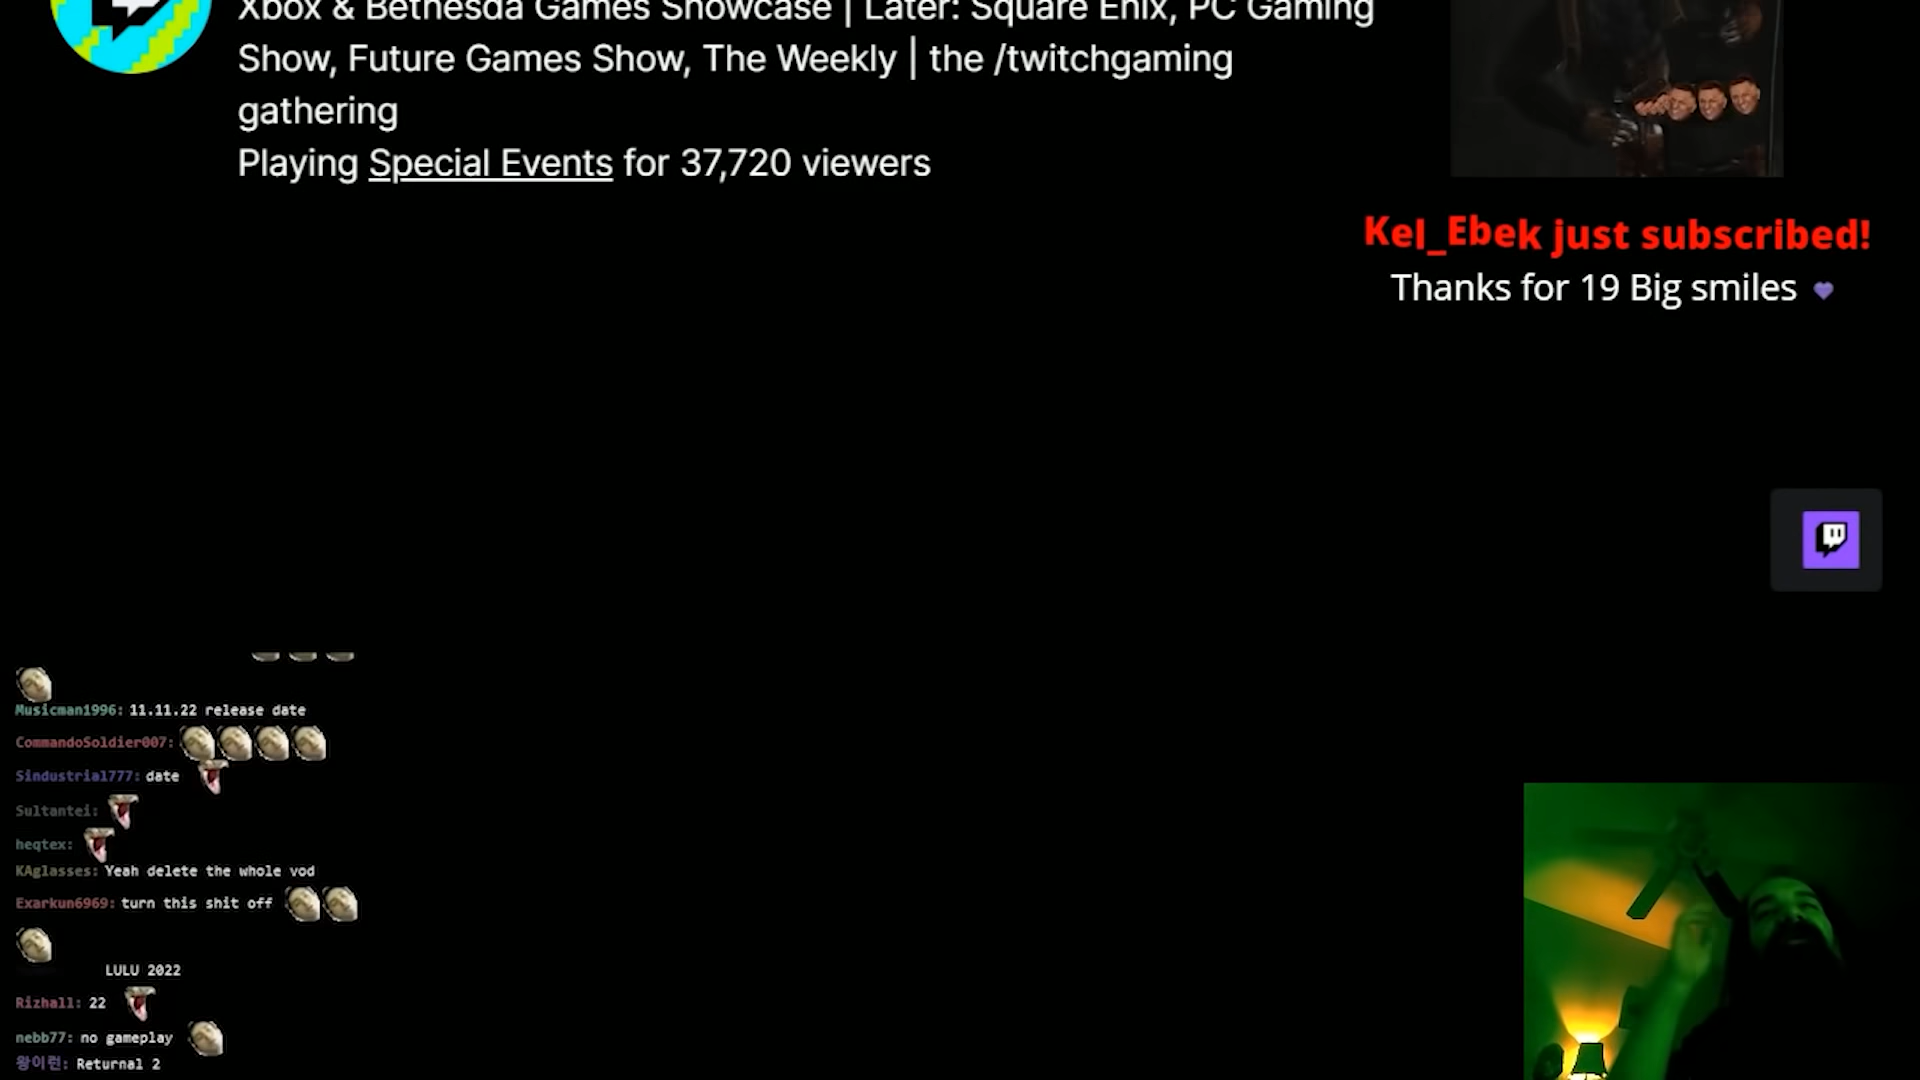 Xbox & Bethesda Games Showcase | Later: Square Enix, PC Gaming
Show, Future Games Show, The Weekly | the /twitchgaming
gathering
Playing Special Events for 37,720 viewers
Kel_Ebek just subscribed!
Thanks for 19 Big smiles
Musicman1996: 11.11.22 release date
CommandoSoldier007:
Sindustrial777: date
Sultantei:
heqtex:
KAglasses: Yeah delete the whole vod
Exarkun6969: turn this shit off
LULU 2022
Rizhall: 22
nebb77: no gameplay
왕이런: Returnal 2